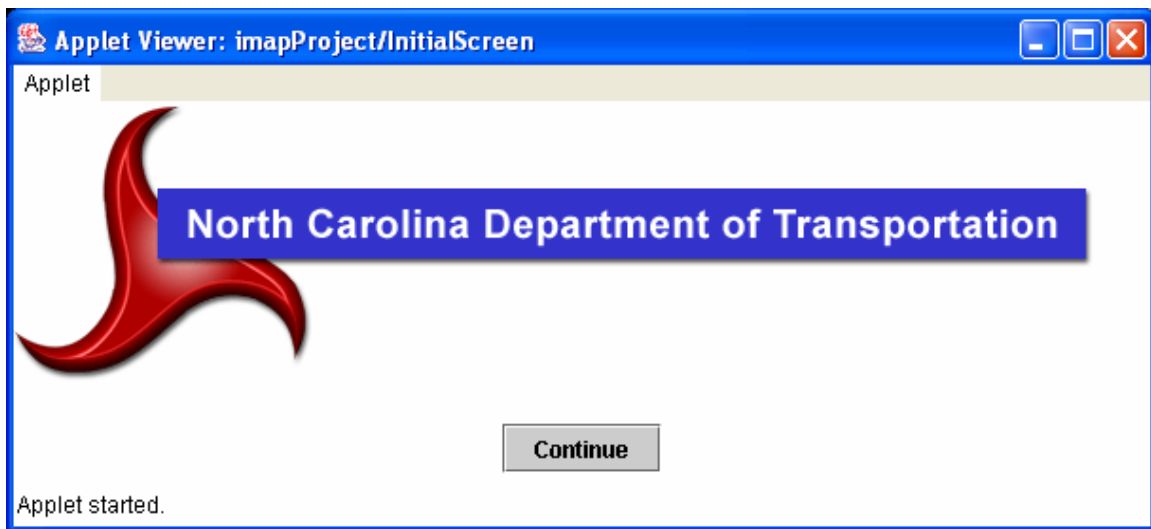 Applet Viewer: imapProject/InitialScreen
Applet
North Carolina Department of Transportation
Continue
Applet started.